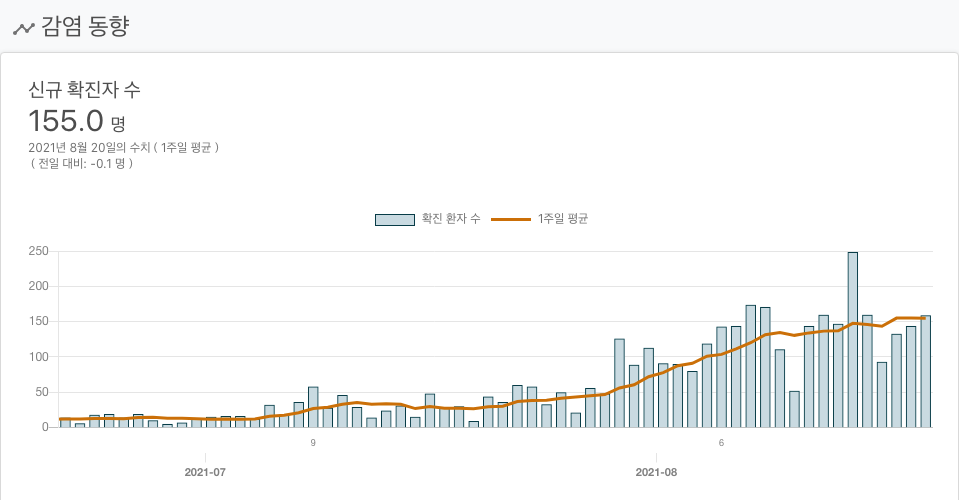 감염 동향
신규 확진자 수
155.0 명
2021년 8월 20일의 수치 ( 1주일 평균 )
( 전일 대비: -0.1 명 )
확진 환자 수 1주일 평균
250
200
150
100
50
0
9 6
2021-07 2021-08